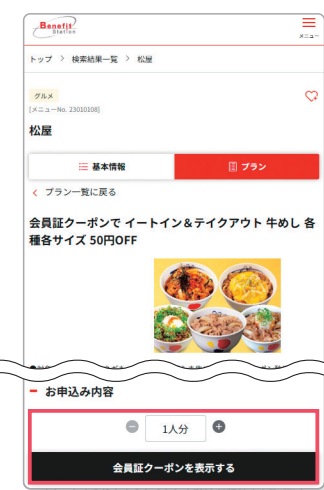 Benefit
Station
メニュー
トップ > 検索結果一覧 > 松屋
グルメ
[メニューNo. 23010108]
松屋
基本情報
プラン
< プラン一覧に戻る
会員証クーポンで イートイン&テイクアウト 牛めし 各
種各サイズ 50円OFF
お申込み内容
1人分
会員証クーポンを表示する